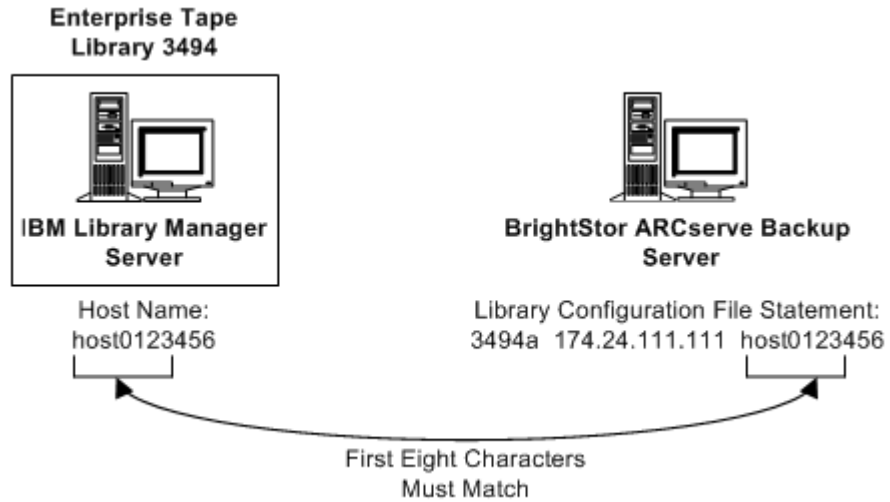 Enterprise Tape
Library 3494
IBM Library Manager
Server
Host Name:
host0123456
BrightStor ARCserve Backup
Server
Library Configuration File Statement:
3494a 174.24.111.111 host0123456
First Eight Characters
Must Match